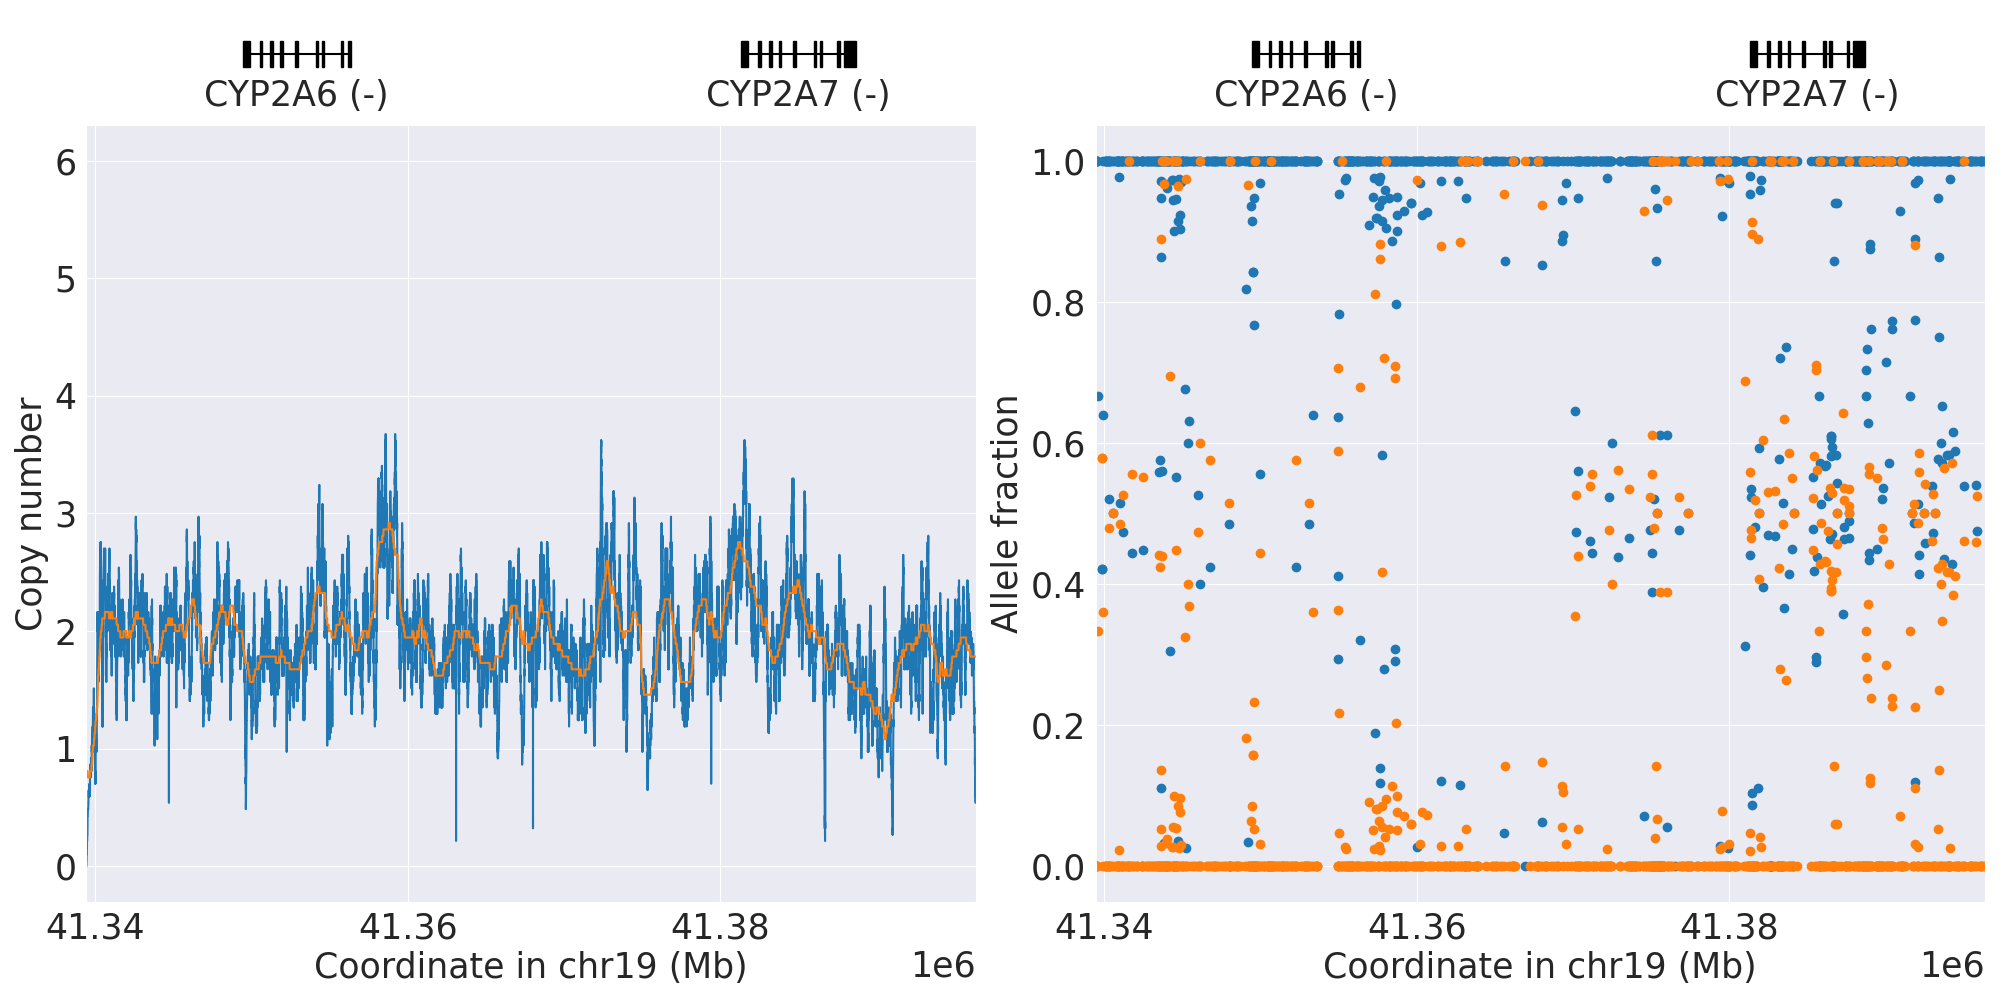 CYP2A6 (-) CYP2A7 (-)
CYP2A6 (-) CYP2A7 (-)
Copy number
6
5
4
3
2
1
0
41.34 41.36 41.38
Coordinate in chr19 (Mb) 1e6
Allele fraction
1.0
0.8
0.6
0.4
0.2
0.0
41.34 41.36 41.38
Coordinate in chr19 (Mb) 1e6